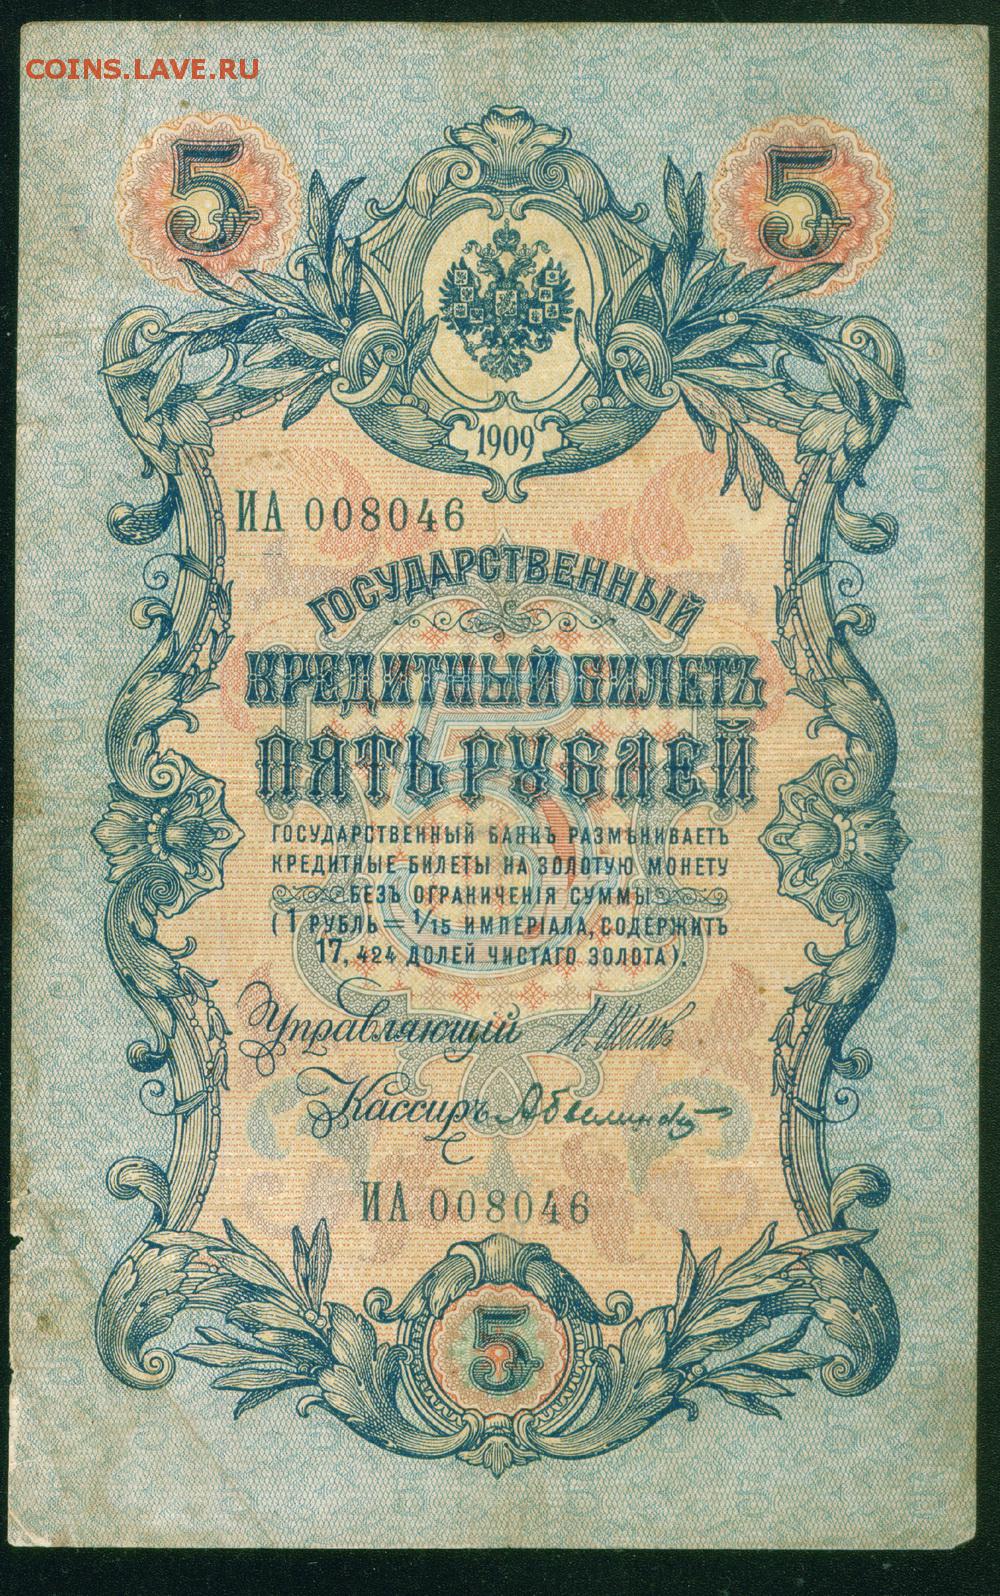 COINS.LAVE.RU
5 5
1909
ИА 008046
ГОСУДАРСТВЕННЫЙ
КРЕДИТНЫЙ БИЛЕТЪ
ПЯТЬ РУБЛЕЙ
ГОСУДАРСТВЕННЫЙ БАНКЪ РАЗМѢНИВАЕТЪ
КРЕДИТНЫЕ БИЛЕТЫ НА ЗОЛОТУЮ МОНЕТУ
БЕЗЪ ОГРАНИЧЕНІЯ СУММЫ
(1 РУБЛЬ = 1/15 ИМПЕРІАЛА, СОДЕРЖИТЪ
17,424 ДОЛЕЙ ЧИСТАГО ЗОЛОТА).
Управляющій И. Шипов
Кассиръ
ИА 008046
5